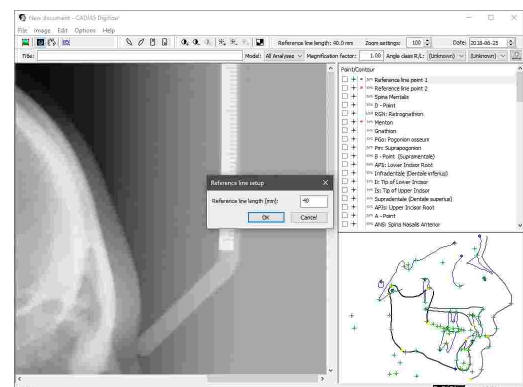 New document - CADIAS Digitizer
File Image Edit Options Help
Reference line length: 40.0 mm Zoom settings: 100 Date: 2018-06-25
Title: Model: All Analyses Magnification factor: 1.00 Angle class R/L: (Unknown) (Unknown)
Point/Contour
Reference line point 1
Reference line point 2
Spina Mentalis
D - Point
RGN: Retrognathion
Menton
Gnathion
PGo: Pogonion osseum
Pm: Suprapogonion
B - Point (Supramentale)
AP1: Lower Incisor Root
Infradentale (Dentale inferius)
Ii: Tip of Lower Incisor
Is: Tip of Upper Incisor
Supradentale (Dentale superius)
AP1s: Upper Incisor Root
A - Point
ANS: Spina Nasalis Anterior
Reference line setup
Reference line length (mm): 40
OK Cancel